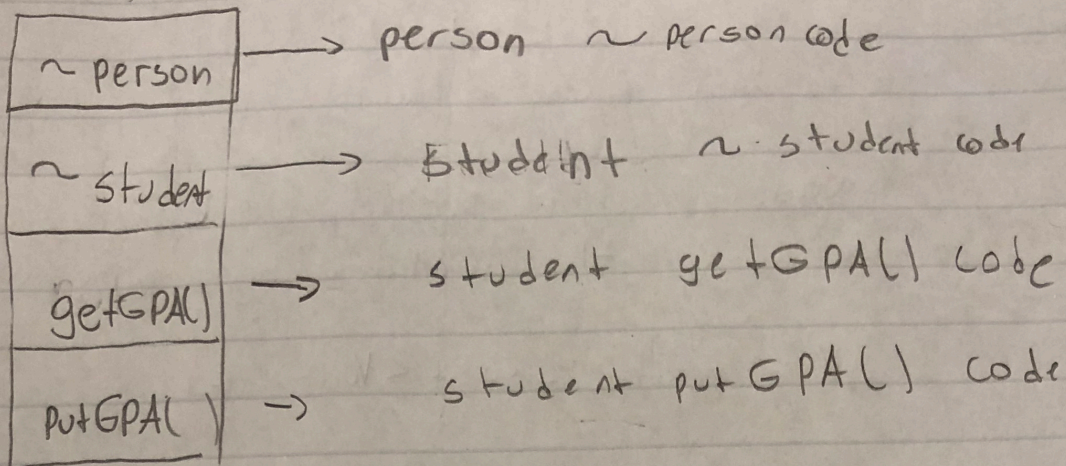 ~ person → person ~ person code
~ student → studdint ~ student code
getGPA() → student getGPA() code
putGPA( ) → student putGPA() code